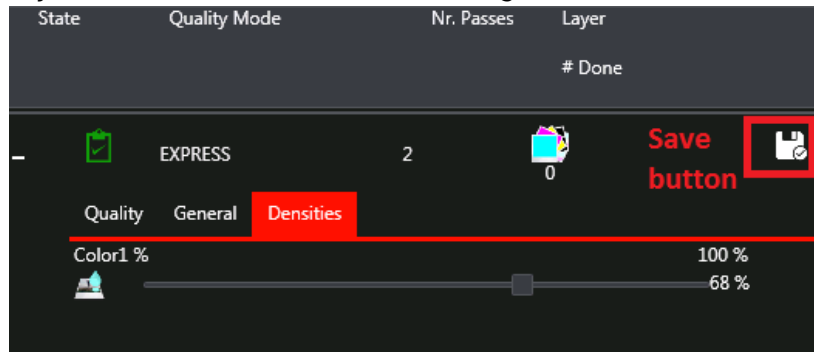 State Quality Mode Nr. Passes Layer
# Done
EXPRESS 2 0 Save button
Quality General Densities
Color1 % 100 %
68 %